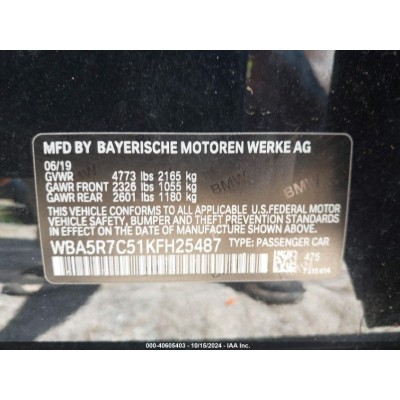 MFD BY BAYERISCHE MOTOREN WERKE AG
06/19
GVWR 4773 lbs 2165 kg
GAWR FRONT 2326 lbs 1055 kg
GAWR REAR 2601 lbs 1180 kg
THIS VEHICLE CONFORMS TO ALL APPLICABLE U.S. FEDERAL MOTOR
VEHICLE SAFETY, BUMPER, AND THEFT PREVENTION STANDARDS IN
EFFECT ON THE DATE OF MANUFACTURE SHOWN ABOVE.
WBA5R7C51KFH25487 TYPE: PASSENGER CAR
475
000-40605403 - 10/15/2024 - IAA Inc.